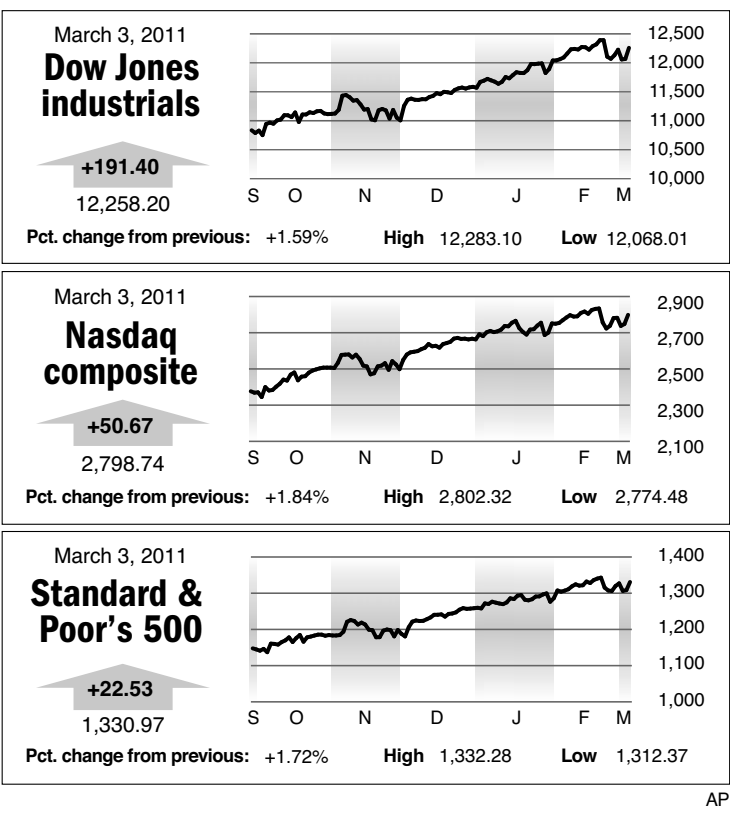 March 3, 2011
Dow Jones
industrials
+191.40
12,258.20
12,500
12,000
11,500
11,000
10,500
10,000
S O N D J F M
Pct. change from previous: +1.59% High 12,283.10 Low 12,068.01
March 3, 2011
Nasdaq
composite
+50.67
2,798.74
2,900
2,700
2,500
2,300
2,100
S O N D J F M
Pct. change from previous: +1.84% High 2,802.32 Low 2,774.48
March 3, 2011
Standard &
Poor's 500
+22.53
1,330.97
1,400
1,300
1,200
1,100
1,000
S O N D J F M
Pct. change from previous: +1.72% High 1,332.28 Low 1,312.37
AP